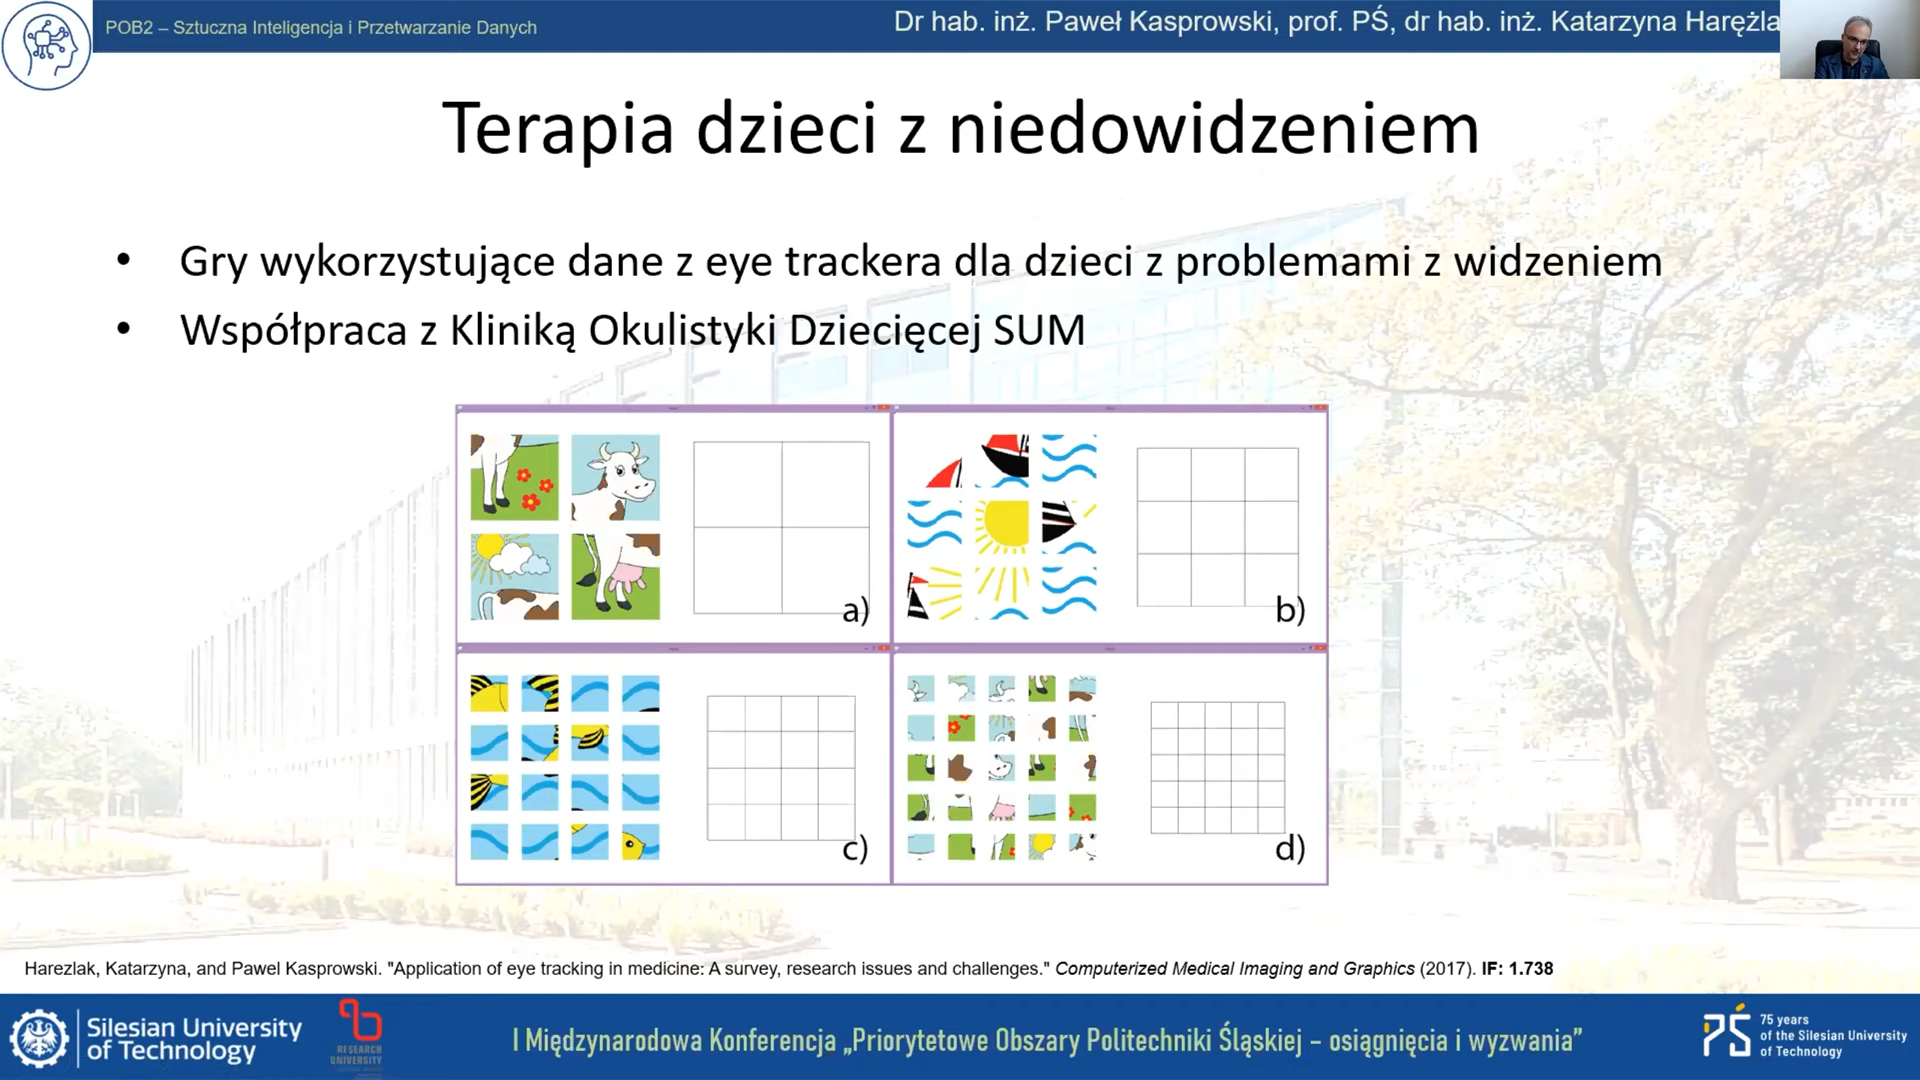 POB2 – Sztuczna Inteligencja i Przetwarzanie Danych
Dr hab. inż. Paweł Kasprowski, prof. PŚ, dr hab. inż. Katarzyna Harężla
Terapia dzieci z niedowidzeniem
• Gry wykorzystujące dane z eye trackera dla dzieci z problemami z widzeniem
• Współpraca z Kliniką Okulistyki Dziecięcej SUM
a)
b)
c)
d)
Harezlak, Katarzyna, and Pawel Kasprowski. "Application of eye tracking in medicine: A survey, research issues and challenges." Computerized Medical Imaging and Graphics (2017). IF: 1.738
Silesian University
of Technology
RESEARCH
UNIVERSITY
I Międzynarodowa Konferencja „Priorytetowe Obszary Politechniki Śląskiej – osiągnięcia i wyzwania”
PŚ
75 years
of the Silesian University
of Technology